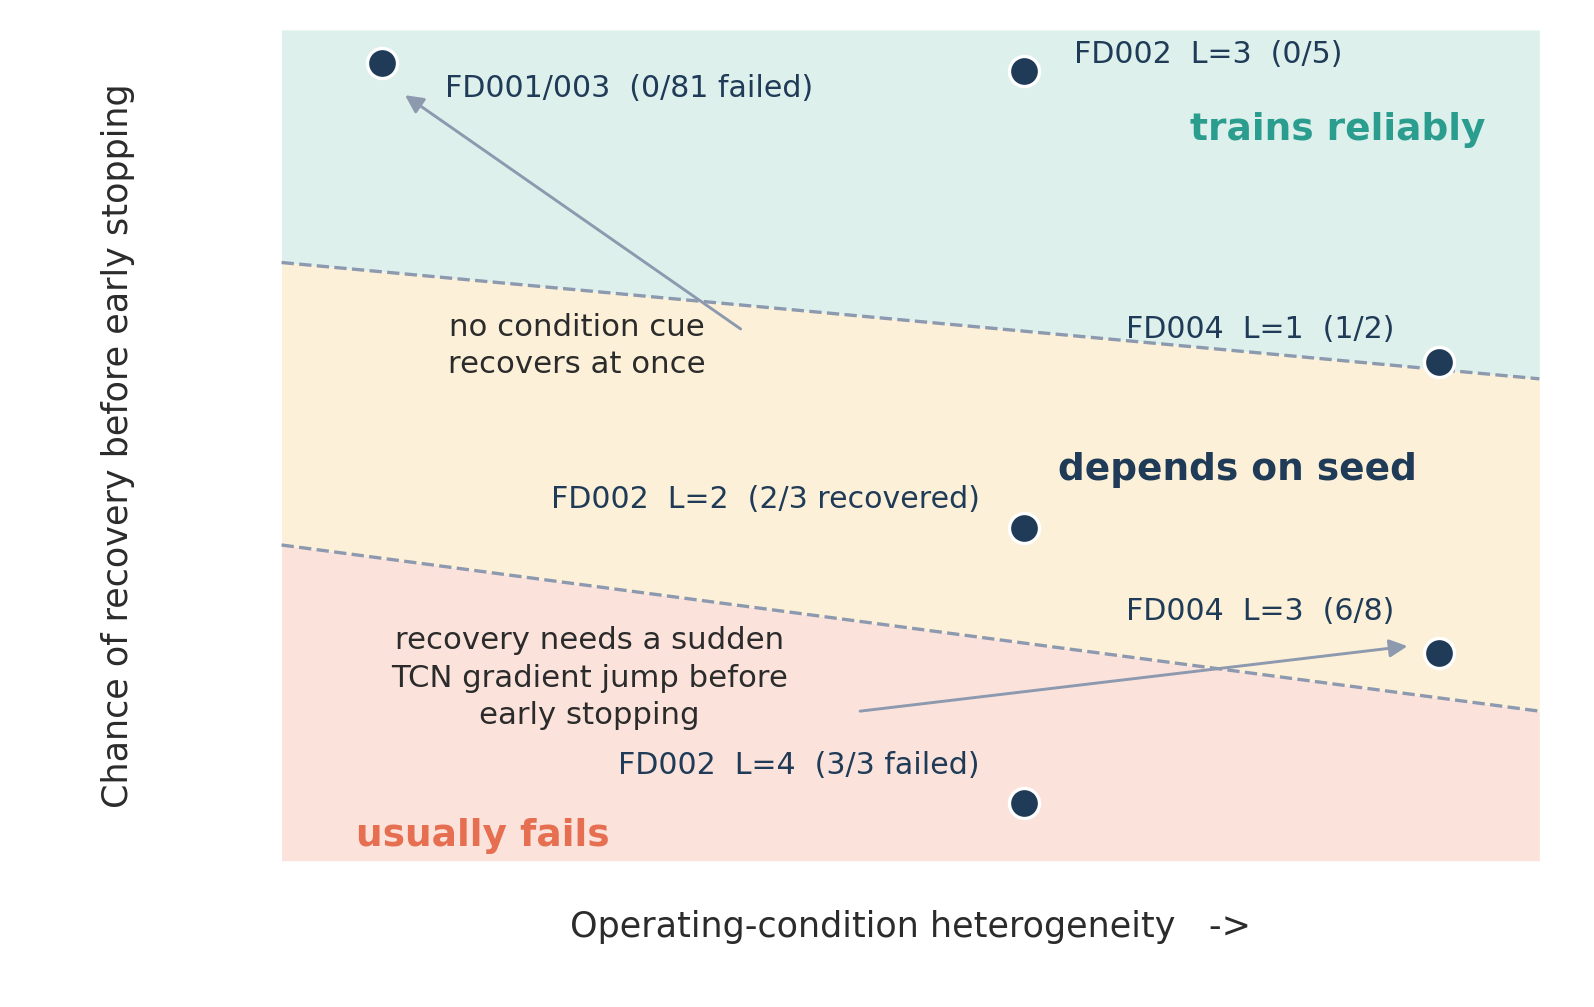 Chance of recovery before early stopping
FD002  L=3  (0/5)
FD001/003  (0/81 failed)
trains reliably
no condition cue
recovers at once
FD004  L=1  (1/2)
depends on seed
FD002  L=2  (2/3 recovered)
FD004  L=3  (6/8)
recovery needs a sudden
TCN gradient jump before
early stopping
FD002  L=4  (3/3 failed)
usually fails
Operating-condition heterogeneity   ->